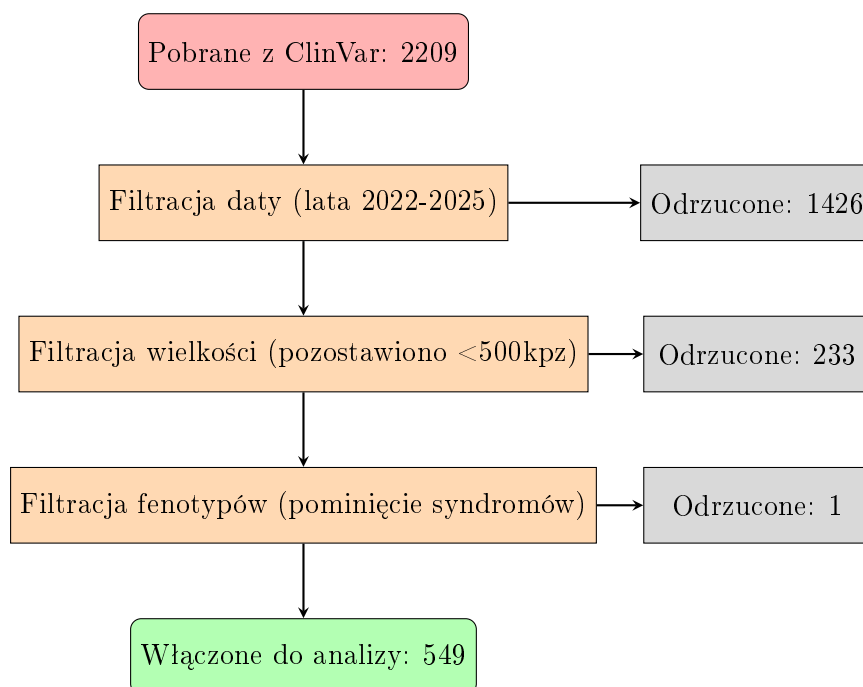 Pobrane z ClinVar: 2209
Filtracja daty (lata 2022-2025)
Odrzucone: 1426
Filtracja wielkości (pozostawiono <500kpz)
Odrzucone: 233
Filtracja fenotypów (pominięcie syndromów)
Odrzucone: 1
Włączone do analizy: 549